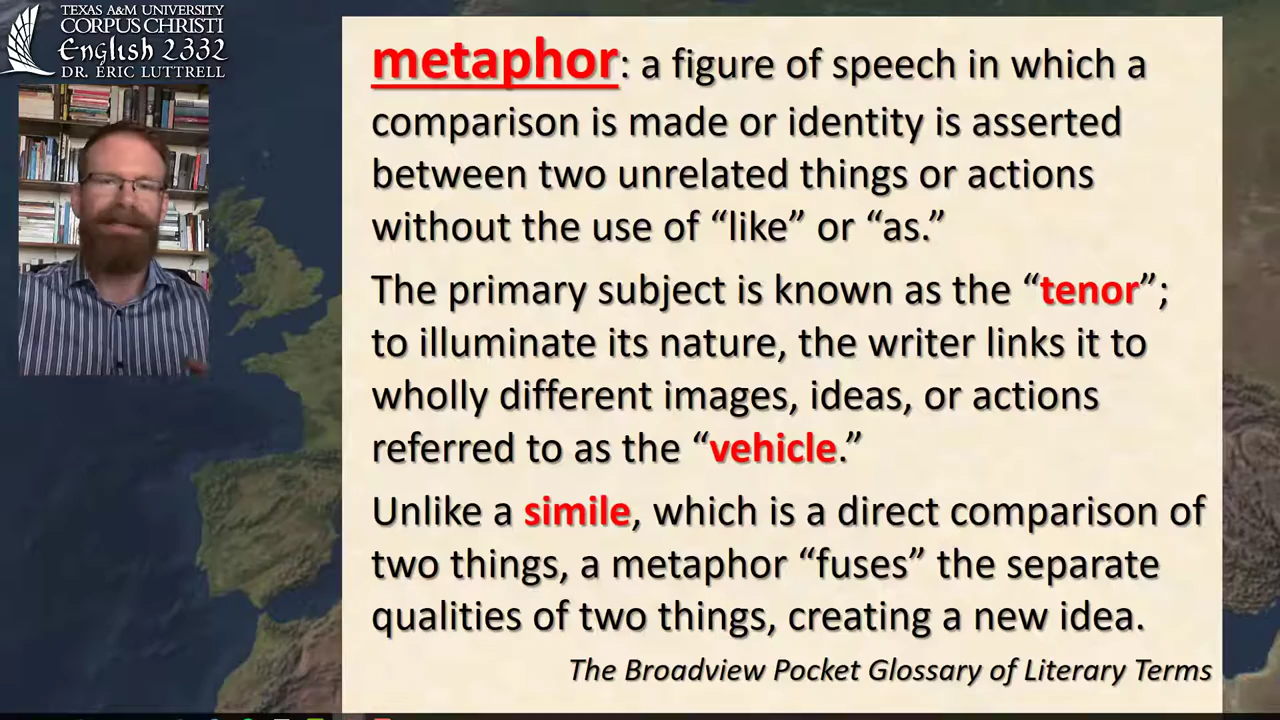 TEXAS A&M UNIVERSITY
CORPUS CHRISTI
English 2332
DR. ERIC LUTTRELL
metaphor: a figure of speech in which a
comparison is made or identity is asserted
between two unrelated things or actions
without the use of “like” or “as.”
The primary subject is known as the “tenor”;
to illuminate its nature, the writer links it to
wholly different images, ideas, or actions
referred to as the “vehicle.”
Unlike a simile, which is a direct comparison of
two things, a metaphor “fuses” the separate
qualities of two things, creating a new idea.
The Broadview Pocket Glossary of Literary Terms